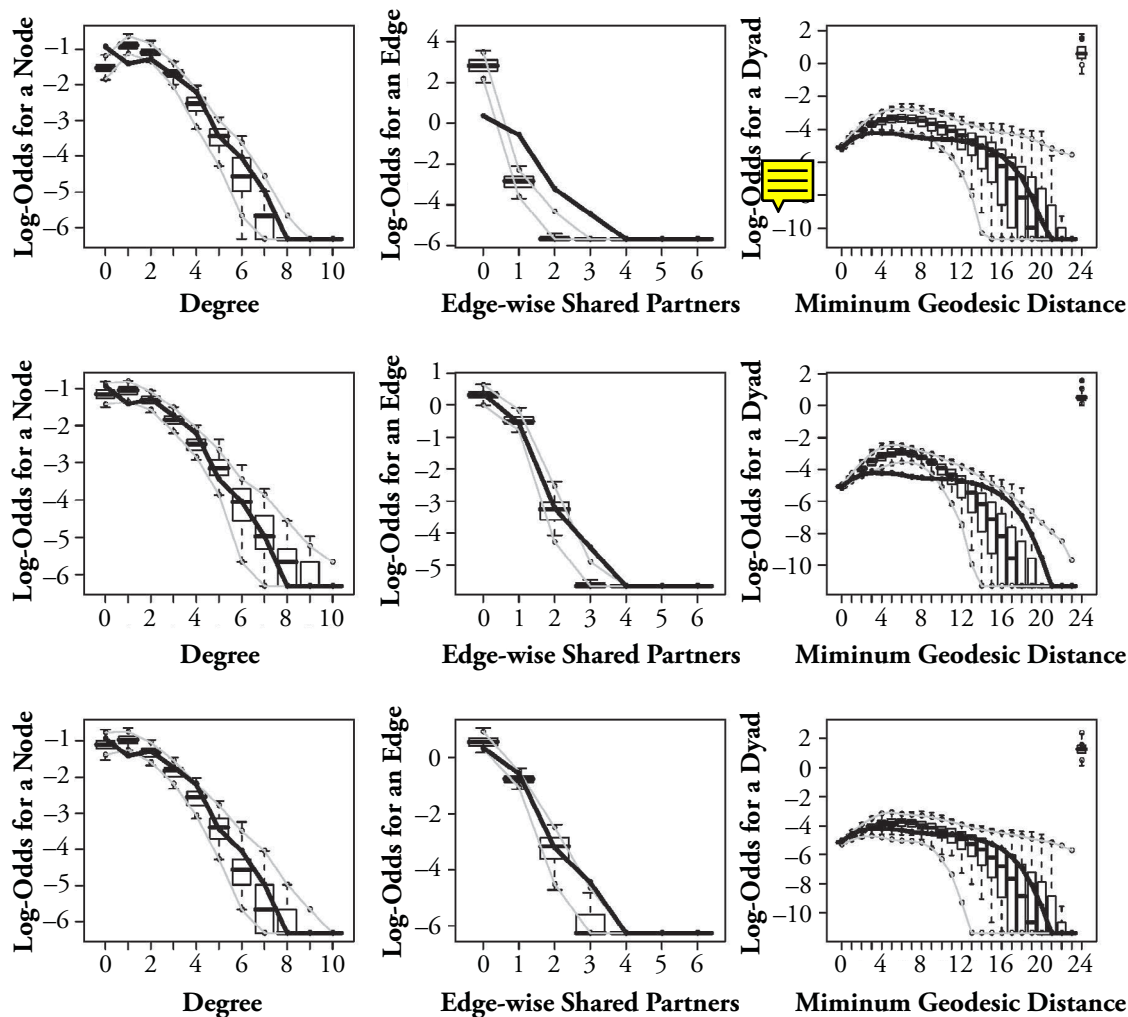 Log-Odds for a Node
–1
–2
–3
–4
–5
–6
0 2 4 6 8 10
Degree
Log-Odds for an Edge
4
2
0
–2
–4
–6
0 1 2 3 4 5 6
Edge-wise Shared Partners
Log-Odds for a Dyad
2
0
–2
–4
–6
–10
0 4 8 12 16 20 24
Miminum Geodesic Distance
Log-Odds for a Node
–1
–2
–3
–4
–5
–6
0 2 4 6 8 10
Degree
Log-Odds for an Edge
1
0
–1
–2
–3
–4
–5
0 1 2 3 4 5 6
Edge-wise Shared Partners
Log-Odds for a Dyad
2
0
–2
–4
–6
–8
–10
0 4 8 12 16 20 24
Miminum Geodesic Distance
Log-Odds for a Node
–1
–2
–3
–4
–5
–6
0 2 4 6 8 10
Degree
Log-Odds for an Edge
0
–2
–4
–6
0 1 2 3 4 5 6
Edge-wise Shared Partners
Log-Odds for a Dyad
2
0
–2
–4
–6
–8
–10
0 4 8 12 16 20 24
Miminum Geodesic Distance